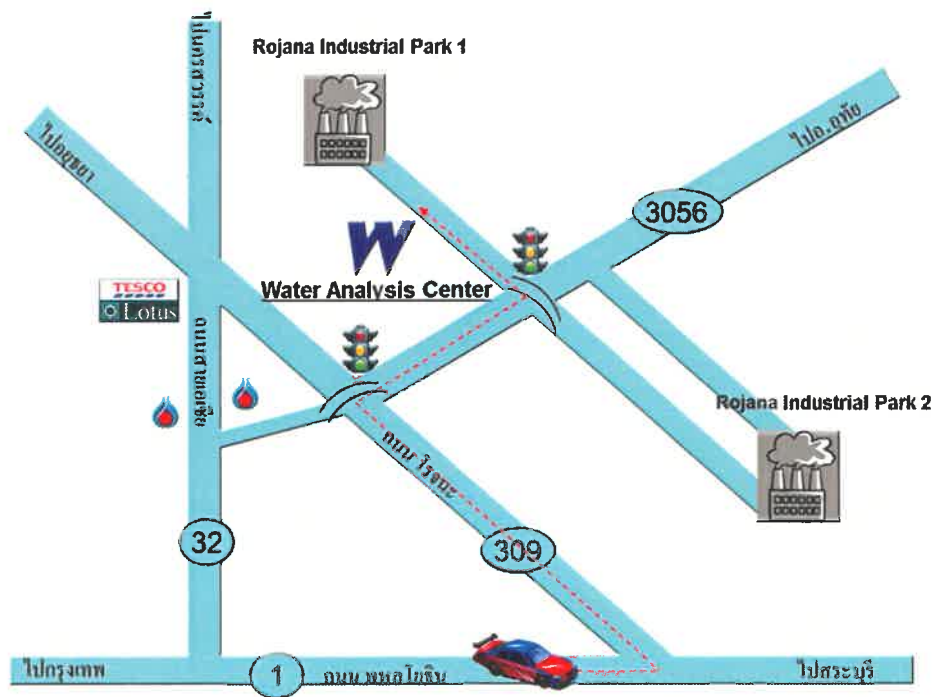 ไปนครสวรรค์
Rojana Industrial Park 1
ไปอยุธยา
ไปอ.อุทัย
3056
W
Water Analysis Center
TESCO
Lotus
ถนนสายเอเซีย
Rojana Industrial Park 2
ถนน โรจนะ
32
309
ไปกรุงเทพ
1
ถนน พหลโยธิน
ไปสระบุรี